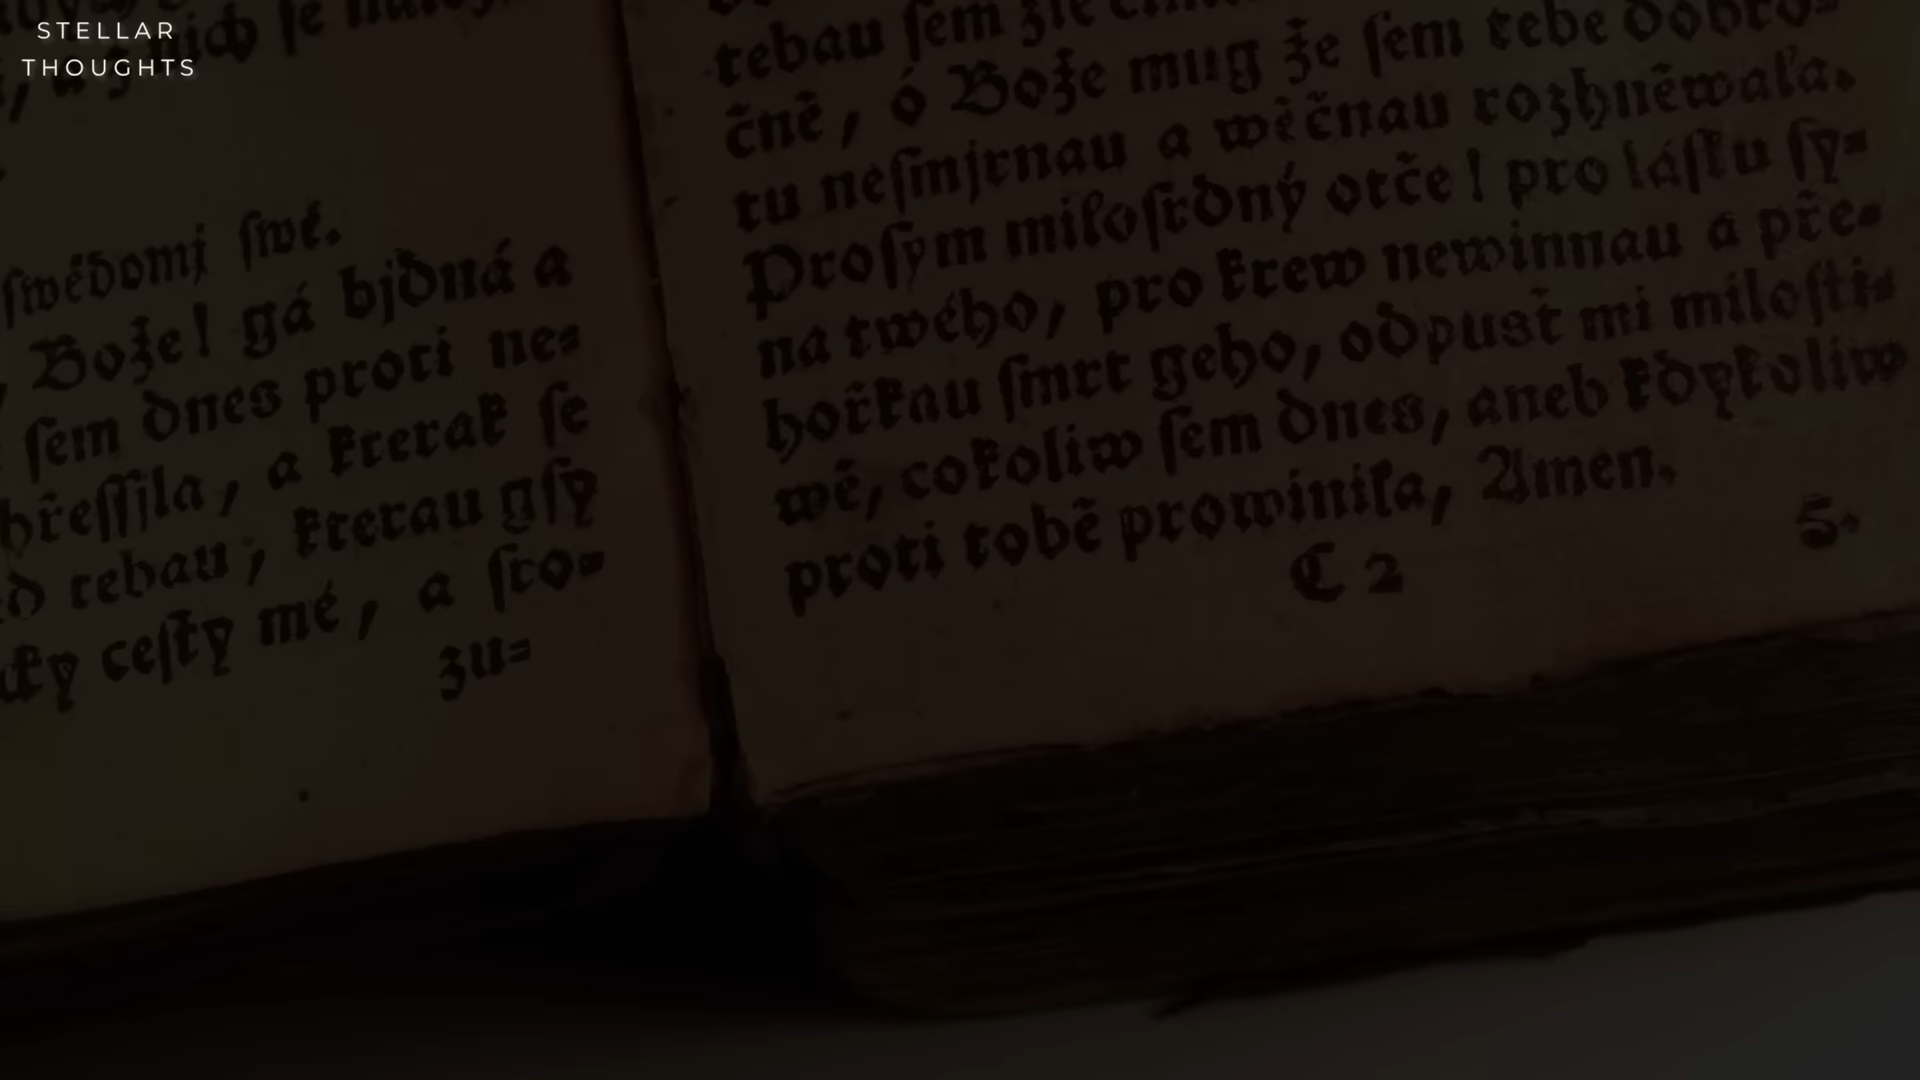 STELLAR
THOUGHTS
ſwědomj ſwé.
Bože! gá bjdná a
ſem dnes proti ne=
hřeſſyla, a kterak ſe
tebau, kterau gſy
ceſty mé, a ſto=
zu=
tebau ſem zle
čně, ó Bože mug že ſem tebe dobro=
tu neſmjrnau a wěčnau rozhněwala.
Proſym miloſrdný otče! pro láſku ſy=
na twého, pro krew newinnau a pře=
hořkau ſmrt geho, odpusť mi miloſti=
wě, cokoliw ſem dnes, aneb kdykoliw
proti tobě prowinila, Amen.
C 2
5.